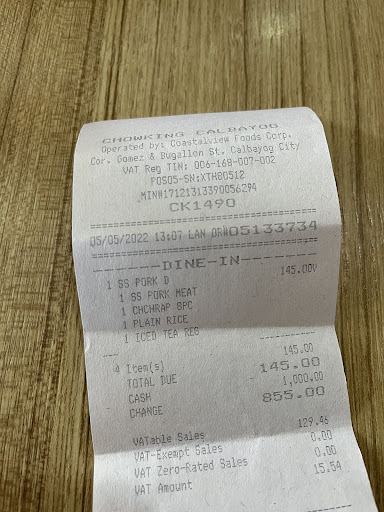 CHOWKING CALBAYOG
Operated by: Coastalview Foods Corp.
Cor. Gomez & Bugallon St. Calbayog City
VAT Reg TIN: 006-168-007-002
POS05-SN:XTH80512
MIN#17121313390056294
CK1490
05/05/2022 13:07 LAN OR#05133734
DINE-IN
1 SS PORK D 145.00V
1 SS PORK MEAT
1 CHCHRAP SPC
1 PLAIN RICE
1 ICED TEA REG
4 Item(s) 145.00
TOTAL DUE 145.00
CASH 1,000.00
CHANGE 855.00
VATable Sales 129.46
VAT-Exempt Sales 0.00
VAT Zero-Rated Sales 0.00
VAT Amount 15.54